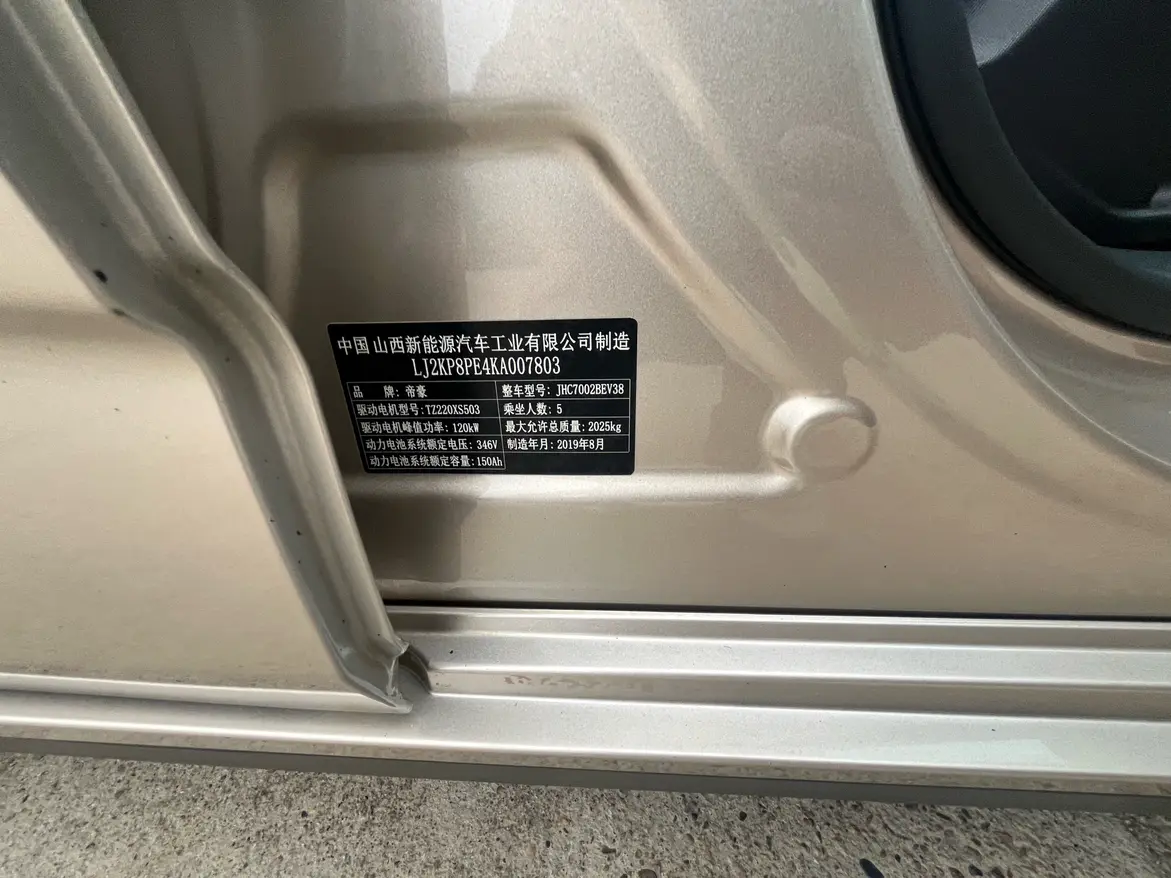 中国 山西新能源汽车工业有限公司制造
LJ2KP8PE4KA007803
品 牌: 帝豪 整车型号: JHC7002BEV38
驱动电机型号: TZ220XS503 乘坐人数: 5
驱动电机峰值功率: 120kW 最大允许总质量: 2025kg
动力电池系统额定电压: 346V 制造年月: 2019年8月
动力电池系统额定容量: 150Ah